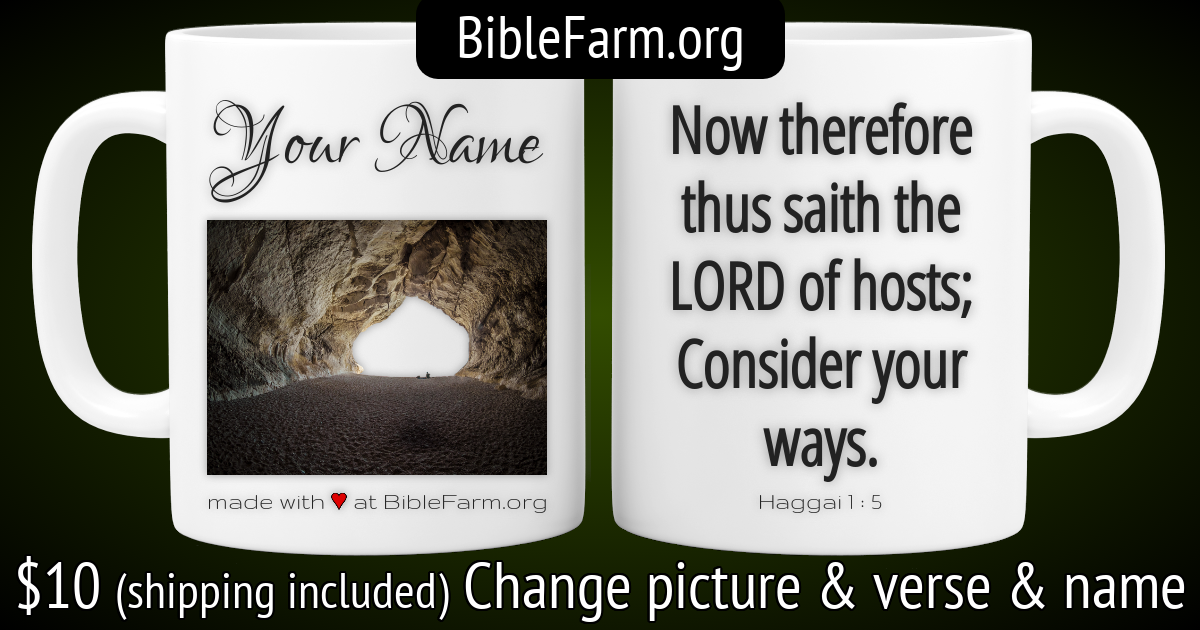 BibleFarm.org
Your Name
made with ♥ at BibleFarm.org
Now therefore
thus saith the
LORD of hosts;
Consider your
ways.
Haggai 1 : 5
$10 (shipping included) Change picture & verse & name